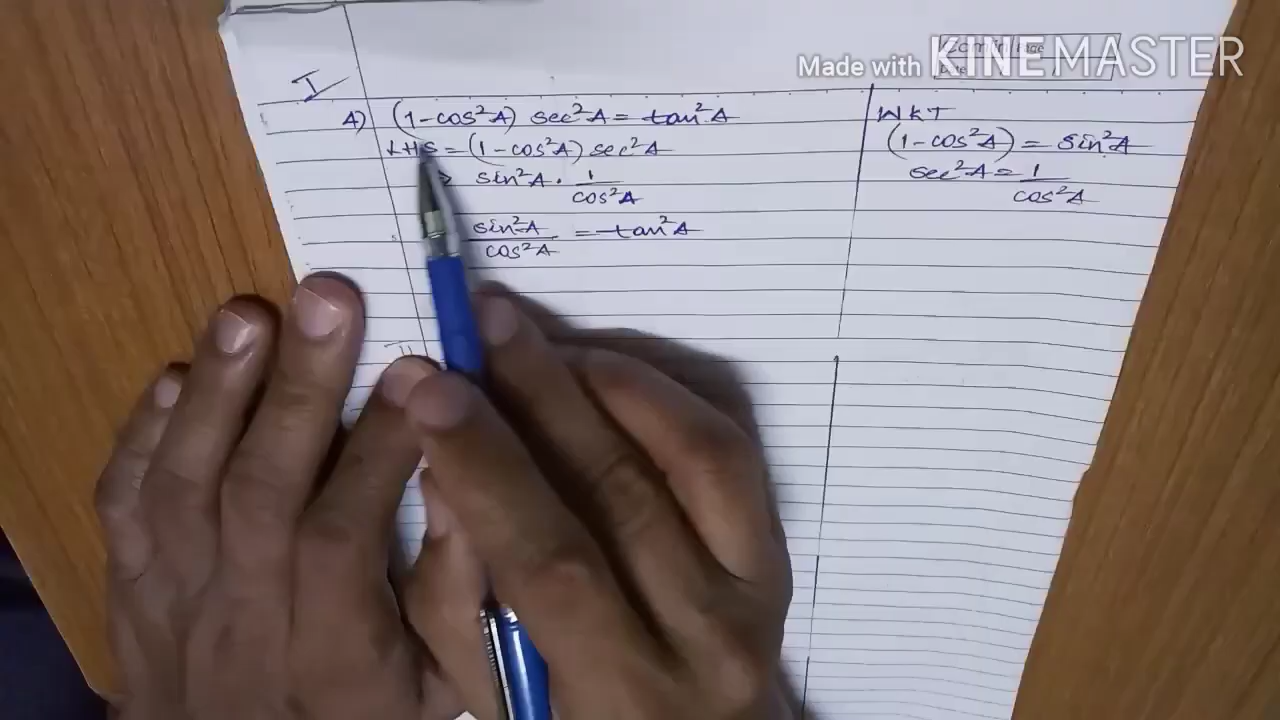 Made with KINEMASTER
I
A) (1-cos²A) sec²A = tan²A
LHS = (1-cos²A) sec²A
sin²A · 1/cos²A
sin²A/cos²A = tan²A
WKT
(1-cos²A) = sin²A
sec²A = 1/cos²A